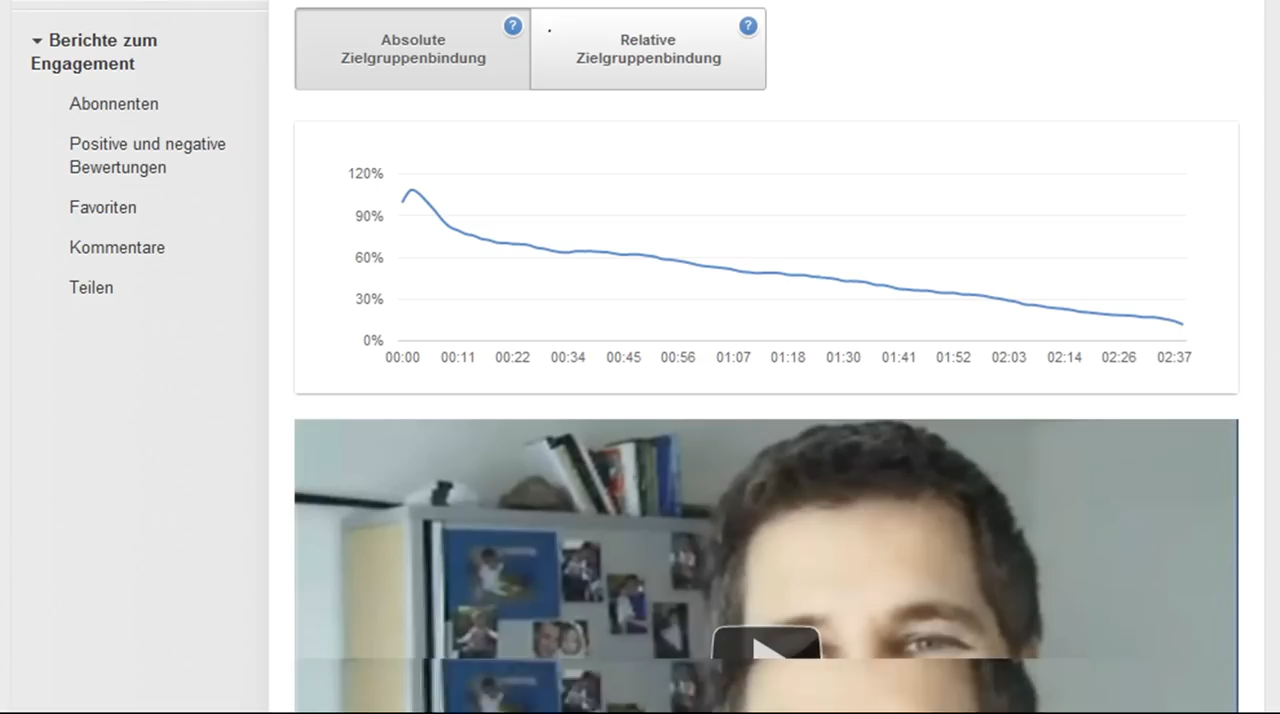 Berichte zum
Engagement
Abonnenten
Positive und negative
Bewertungen
Favoriten
Kommentare
Teilen
Absolute
Zielgruppenbindung
?
Relative
Zielgruppenbindung
?
120%
90%
60%
30%
0%
00:00 00:11 00:22 00:34 00:45 00:56 01:07 01:18 01:30 01:41 01:52 02:03 02:14 02:26 02:37